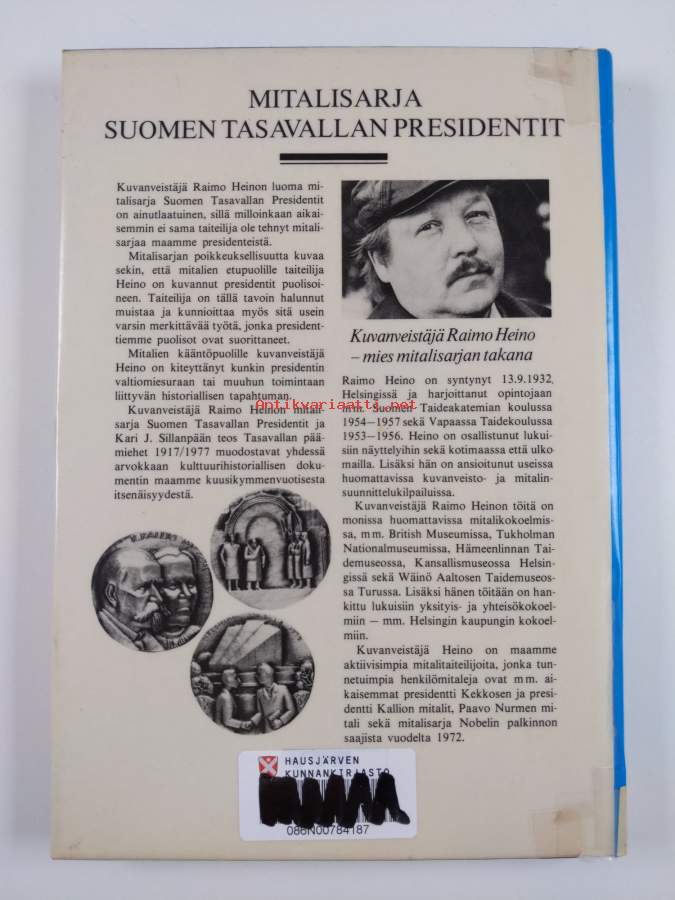 MITALISARJA
SUOMEN TASAVALLAN PRESIDENTIT
Kuvanveistäjä Raimo Heinon luoma mi-
talisarja Suomen Tasavallan Presidentit
on ainutlaatuinen, sillä milloinkaan aikai-
semmin ei sama taiteilija ole tehnyt mitali-
sarjaa maamme presidenteistä.
Mitalisarjan poikkeuksellisuutta kuvaa
sekin, että mitalien etupuolille taiteilija
Heino on kuvannut presidentit puolisoi-
neen. Taiteilija on tällä tavoin halunnut
muistaa ja kunnioittaa myös sitä usein
varsin merkittävää työtä, jonka president-
tiemme puolisot ovat suorittaneet.
Mitalien kääntöpuolille kuvanveistäjä
Heino on kiteyttänyt kunkin presidentin
valtiomiesuraan tai muuhun toimintaan
liittyvän historiallisen tapahtuman.
Kuvanveistäjä Raimo Heinon mitali-
sarja Suomen Tasavallan Presidentit ja
Kari J. Sillanpään teos Tasavallan pää-
miehet 1917/1977 muodostavat yhdessä
arvokkaan kulttuurihistoriallisen doku-
mentin maamme kuusikymmenvuotisesta
itsenäisyydestä.
Kuvanveistäjä Raimo Heino
– mies mitalisarjan takana
Raimo Heino on syntynyt 13.9.1932
Helsingissä ja harjoittanut opintojaan
mm. Suomen Taideakatemian koulussa
1954–1957 sekä Vapaassa Taidekoulussa
1953–1956. Heino on osallistunut lukui-
siin näyttelyihin sekä kotimaassa että ulko-
mailla. Lisäksi hän on ansioitunut useissa
huomattavissa kuvanveisto- ja mitalin-
suunnittelukilpailuissa.
Kuvanveistäjä Raimo Heinon töitä on
monissa huomattavissa mitalikokoelmis-
sa, mm. British Museumissa, Tukholman
Nationalmuseumissa, Hämeenlinnan Tai-
demuseossa, Kansallismuseossa Helsin-
gissä sekä Wäinö Aaltosen Taidemuseos-
sa Turussa. Lisäksi hänen töitään on han-
kittu lukuisiin yksityis- ja yhteisökokoel-
miin – mm. Helsingin kaupungin kokoel-
miin.
Kuvanveistäjä Heino on maamme
aktiivisimpia mitalitaiteilijoita, jonka tun-
netuimpia henkilömitaleja ovat mm. ai-
kaisemmat presidentti Kekkosen ja presi-
dentti Kallion mitalit, Paavo Nurmen mi-
tali sekä mitalisarja Nobelin palkinnon
saajista vuodelta 1972.
Antikvariaatti.net
HAUSJÄRVEN
KUNNANKIRJASTO
086N00784187